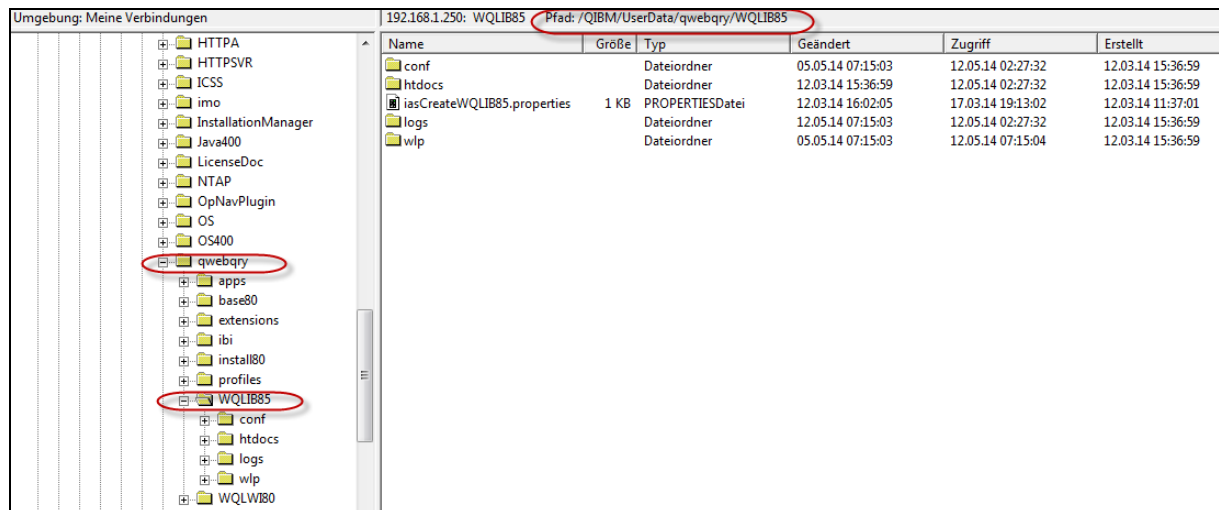 Umgebung: Meine Verbindungen
192.168.1.250: WQLIB85 Pfad: /QIBM/UserData/qwebqry/WQLIB85
HTTPA
HTTPSVR
ICSS
imo
InstallationManager
Java400
LicenseDoc
NTAP
OpNavPlugin
OS
OS400
qwebqry
apps
base80
extensions
ibi
install80
profiles
WQLIB85
conf
htdocs
logs
wlp
WQLWI80
Name Größe Typ Geändert Zugriff Erstellt
conf Dateiordner 05.05.14 07:15:03 12.05.14 02:27:32 12.03.14 15:36:59
htdocs Dateiordner 12.03.14 15:36:59 12.05.14 02:27:32 12.03.14 15:36:59
iasCreateWQLIB85.properties 1 KB PROPERTIESDatei 12.03.14 16:02:05 17.03.14 19:13:02 12.03.14 11:37:01
logs Dateiordner 12.05.14 07:15:03 12.05.14 02:27:32 12.03.14 15:36:59
wlp Dateiordner 05.05.14 07:15:03 12.05.14 07:15:04 12.03.14 15:36:59